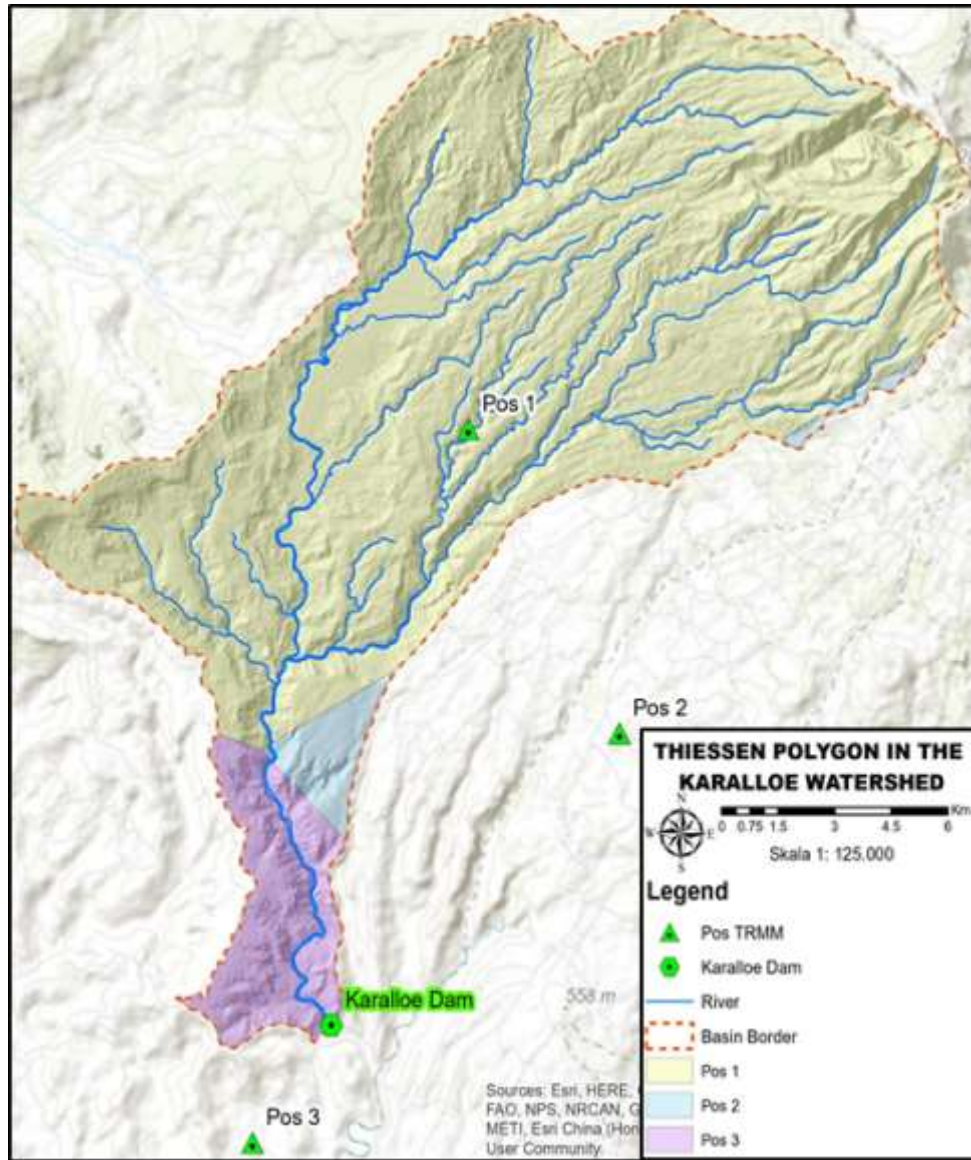 Pos 1
Pos 2
THIESSEN POLYGON IN THE
KARALLOE WATERSHED
N
W E
S
0 0.75 1.5 3 4.5 6 Km
Skala 1: 125.000
Legend
Pos TRMM
Karalloe Dam
River
Basin Border
Pos 1
Pos 2
Pos 3
Karalloe Dam
558 m
Pos 3
Sources: Esri, HERE,
FAO, NPS, NRCAN, G
METI, Esri China (Hon
User Community.